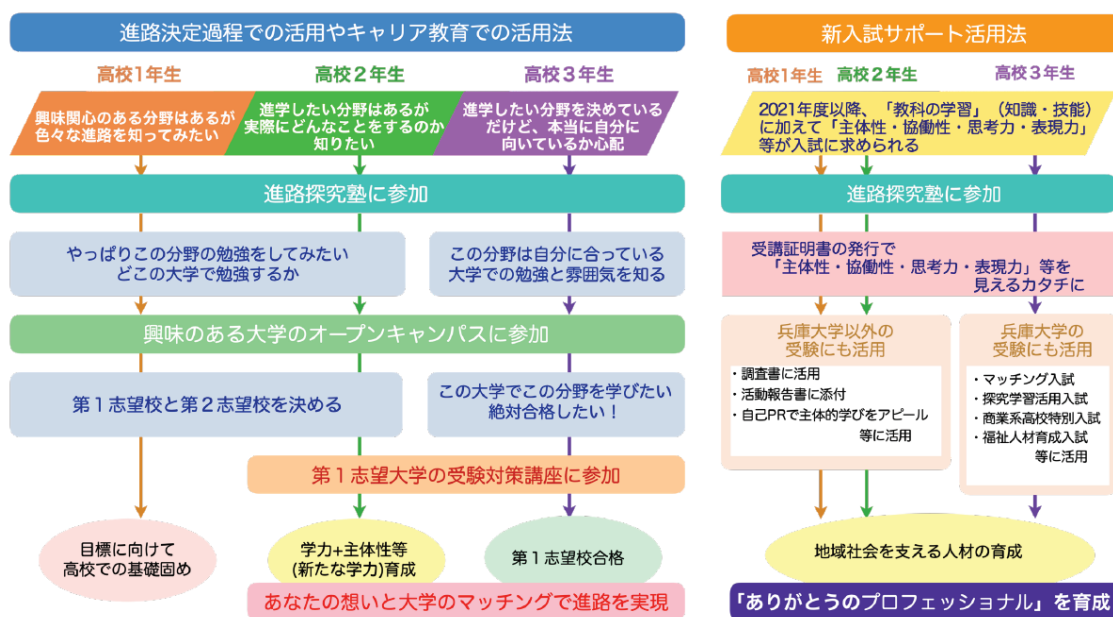 進路決定過程での活用やキャリア教育での活用法
高校1年生
高校2年生
高校3年生
興味関心のある分野はあるが
色々な進路を知ってみたい
進学したい分野はあるが
実際にどんなことをするのか
知りたい
進学したい分野を決めている
だけど、本当に自分に
向いているか心配
進路探究塾に参加
やっぱりこの分野の勉強をしてみたい
どこの大学で勉強するか
この分野は自分に合っている
大学での勉強と雰囲気を知る
興味のある大学のオープンキャンパスに参加
第1志望校と第2志望校を決める
この大学でこの分野を学びたい
絶対合格したい!
第1志望大学の受験対策講座に参加
目標に向けて
高校での基礎固め
学力+主体性等
(新たな学力)育成
第1志望校合格
あなたの想いと大学のマッチングで進路を実現
新入試サポート活用法
高校1年生
高校2年生
高校3年生
2021年度以降、「教科の学習」(知識・技能)
に加えて「主体性・協働性・思考力・表現力」
等が入試に求められる
進路探究塾に参加
受講証明書の発行で
「主体性・協働性・思考力・表現力」等を
見えるカタチに
兵庫大学以外の
受験にも活用
・調査書に活用
・活動報告書に添付
・自己PRで主体的学びをアピール
等に活用
兵庫大学の
受験にも活用
・マッチング入試
・探究学習活用入試
・商業系高校特別入試
・福祉人材育成入試
等に活用
地域社会を支える人材の育成
「ありがとうのプロフェッショナル」を育成